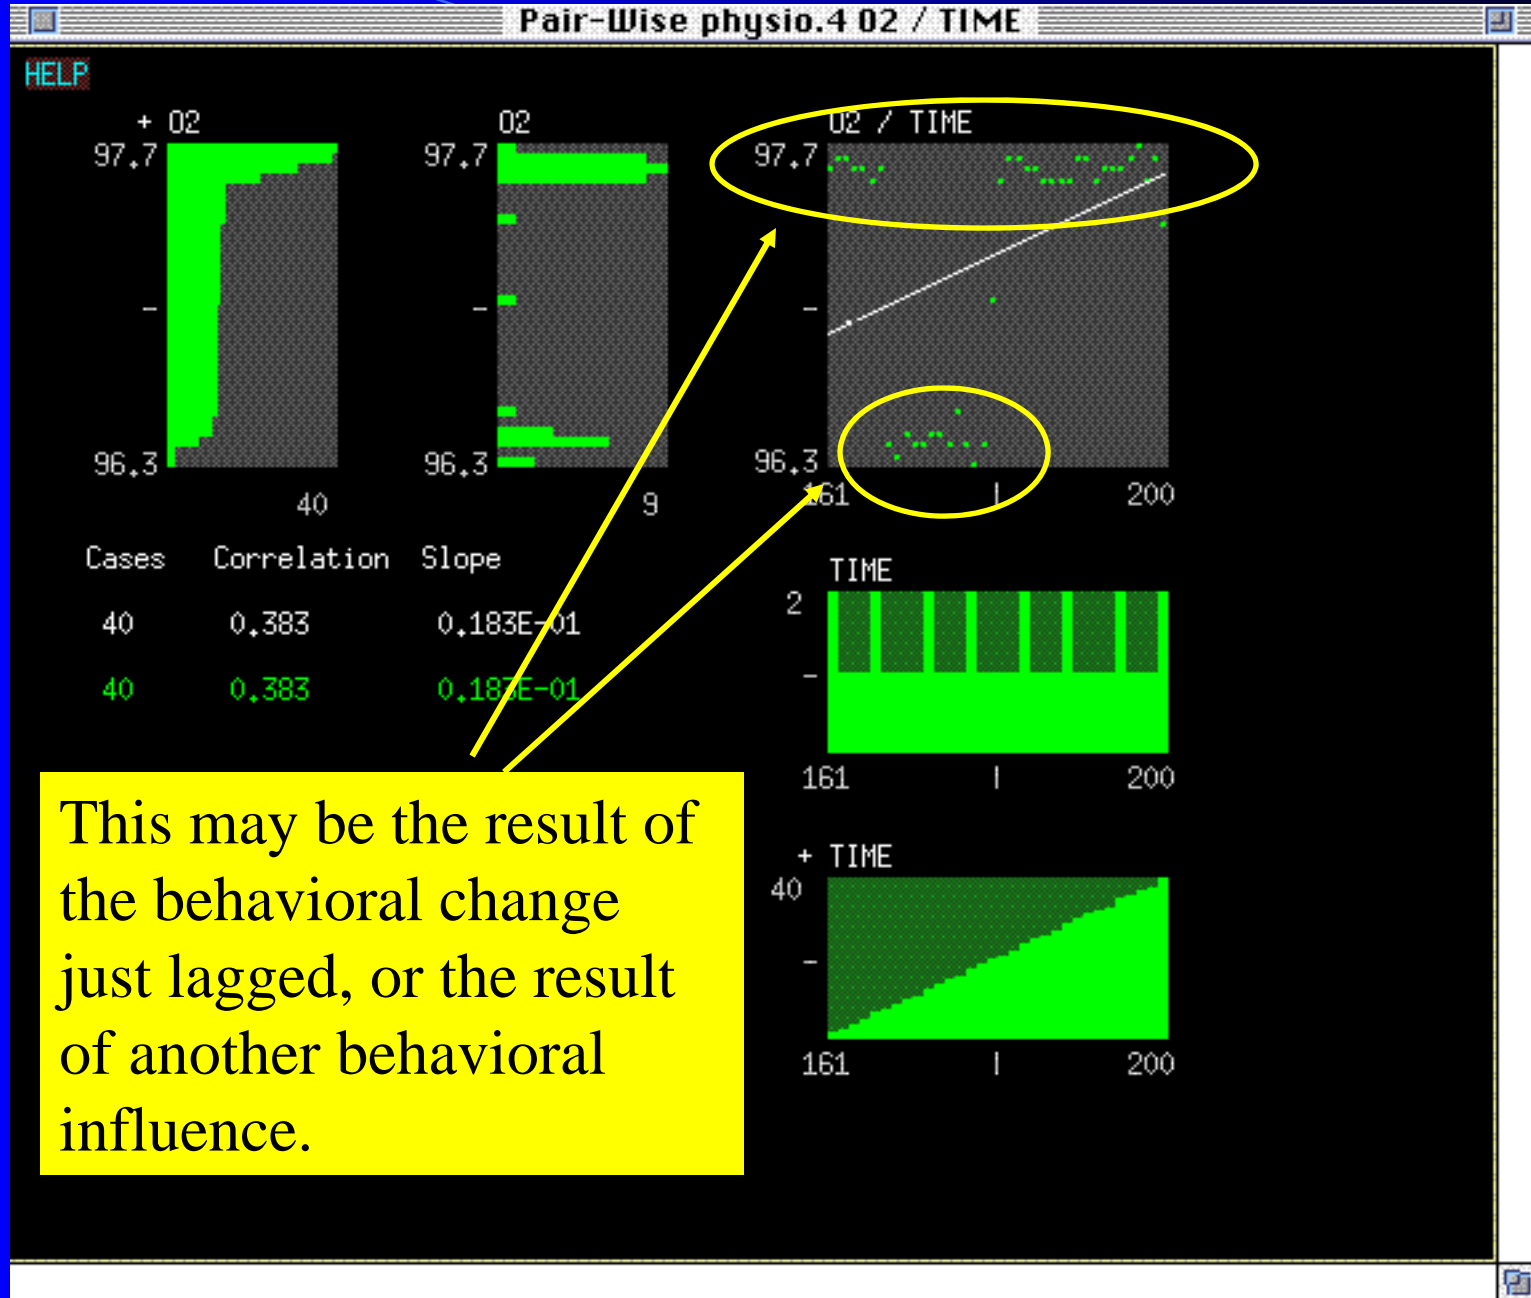 Pair-Wise physio.4 02 / TIME
HELP
+ O2
97.7
-
96.3
40
O2
97.7
-
96.3
9
O2 / TIME
97.7
-
96.3
161 | 200
Cases Correlation Slope
40 0.383 0.183E-01
40 0.383 0.183E-01
TIME
2
-
161 | 200
+ TIME
40
-
161 | 200
This may be the result of
the behavioral change
just lagged, or the result
of another behavioral
influence.